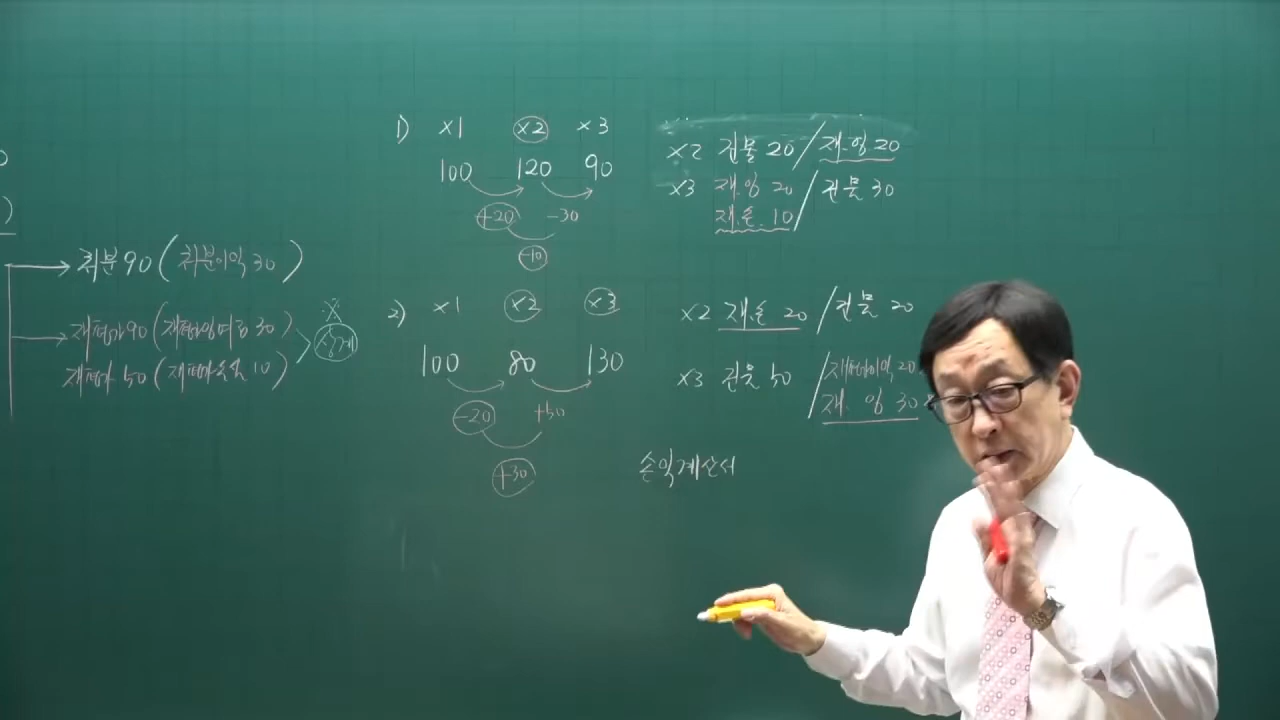 )
→ 처분 90 ( 처분이익 30 )
→ 재평가 90 ( 재평가잉여금 30 )
재평가 50 ( 재평가손실 10 )
※
상계
1) x1 x2 x3
100 120 90
+20 -30
-10
x2 건물 20 / 재.잉 20
x3 재.잉 20 / 건물 30
재.손 10
2) x1 x2 x3
100 80 130
-20 +50
+30
x2 재.손 20 / 건물 20
x3 건물 50 / 재평가이익 20
재. 잉 30
손익계산서